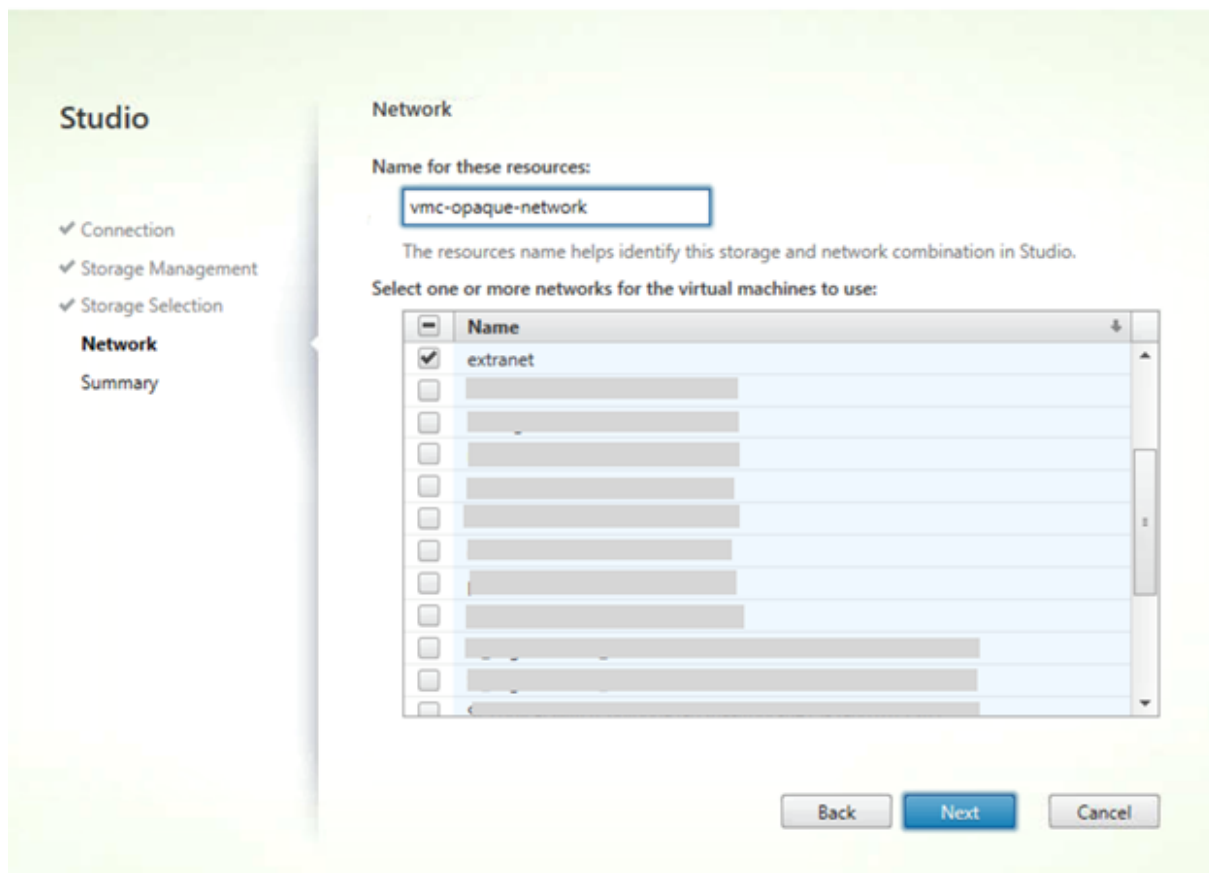 Studio
Connection
Storage Management
Storage Selection
Network
Summary
Network
Name for these resources:
vmc-opaque-network
The resources name helps identify this storage and network combination in Studio.
Select one or more networks for the virtual machines to use:
Name
extranet
Back
Next
Cancel